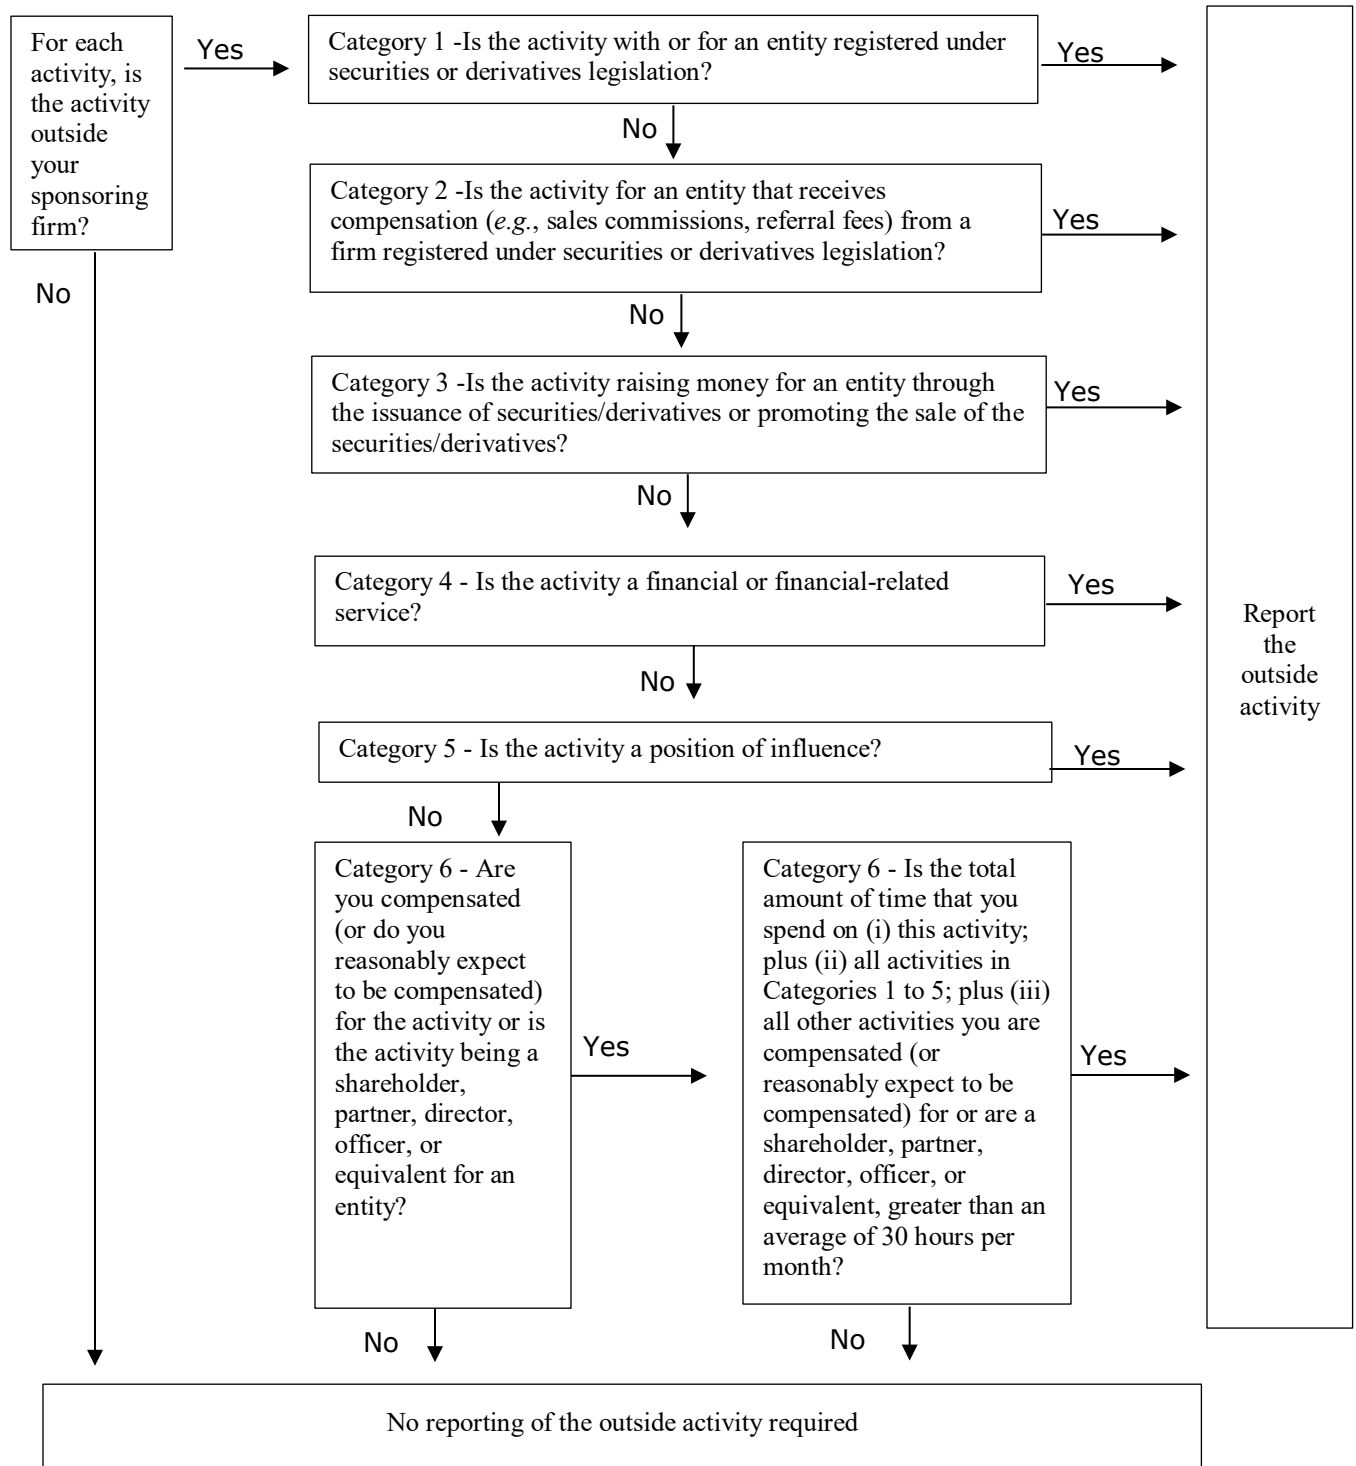 For each
activity, is
the activity
outside
your
sponsoring
firm?
Yes
No
Category 1 -Is the activity with or for an entity registered under
securities or derivatives legislation?
Yes
No
Category 2 -Is the activity for an entity that receives
compensation (e.g., sales commissions, referral fees) from a
firm registered under securities or derivatives legislation?
Yes
No
Category 3 -Is the activity raising money for an entity through
the issuance of securities/derivatives or promoting the sale of the
securities/derivatives?
Yes
No
Category 4 - Is the activity a financial or financial-related
service?
Yes
No
Category 5 - Is the activity a position of influence?
Yes
No
Category 6 - Are
you compensated
(or do you
reasonably expect
to be compensated)
for the activity or is
the activity being a
shareholder,
partner, director,
officer, or
equivalent for an
entity?
Yes
No
Category 6 - Is the total
amount of time that you
spend on (i) this activity;
plus (ii) all activities in
Categories 1 to 5; plus (iii)
all other activities you are
compensated (or
reasonably expect to be
compensated) for or are a
shareholder, partner,
director, officer, or
equivalent, greater than an
average of 30 hours per
month?
Yes
No
Report
the
outside
activity
No reporting of the outside activity required